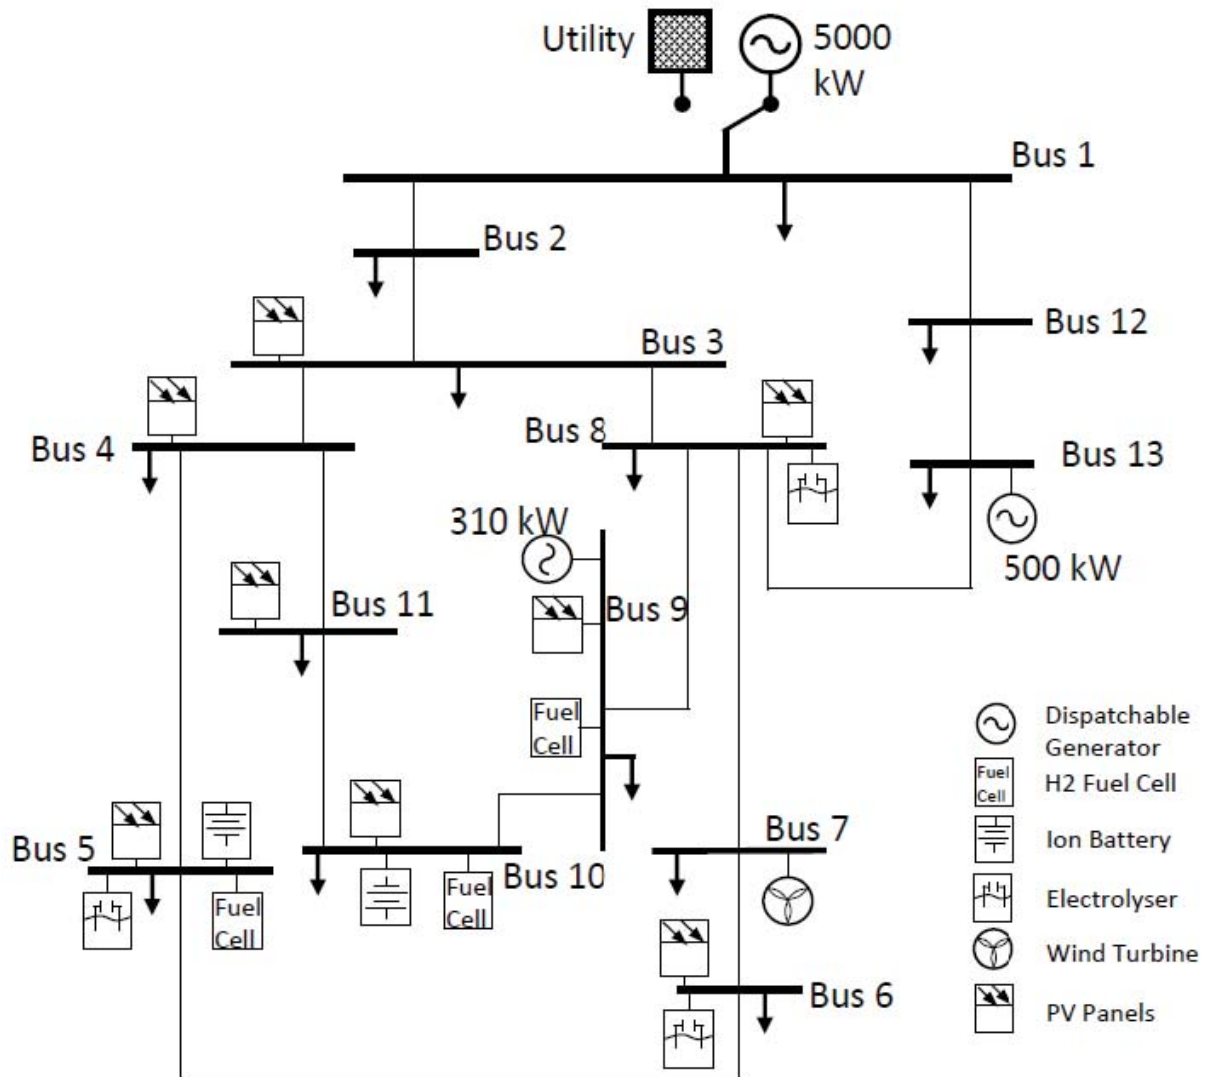 Utility
5000
kW
Bus 1
Bus 2
Bus 12
Bus 3
Bus 4
Bus 8
Bus 13
310 kW
500 kW
Bus 11
Bus 9
Fuel
Cell
Bus 7
Bus 5
Fuel
Cell
Fuel
Cell
Bus 10
Bus 6
Dispatchable
Generator
Fuel
Cell
H2 Fuel Cell
Ion Battery
Electrolyser
Wind Turbine
PV Panels